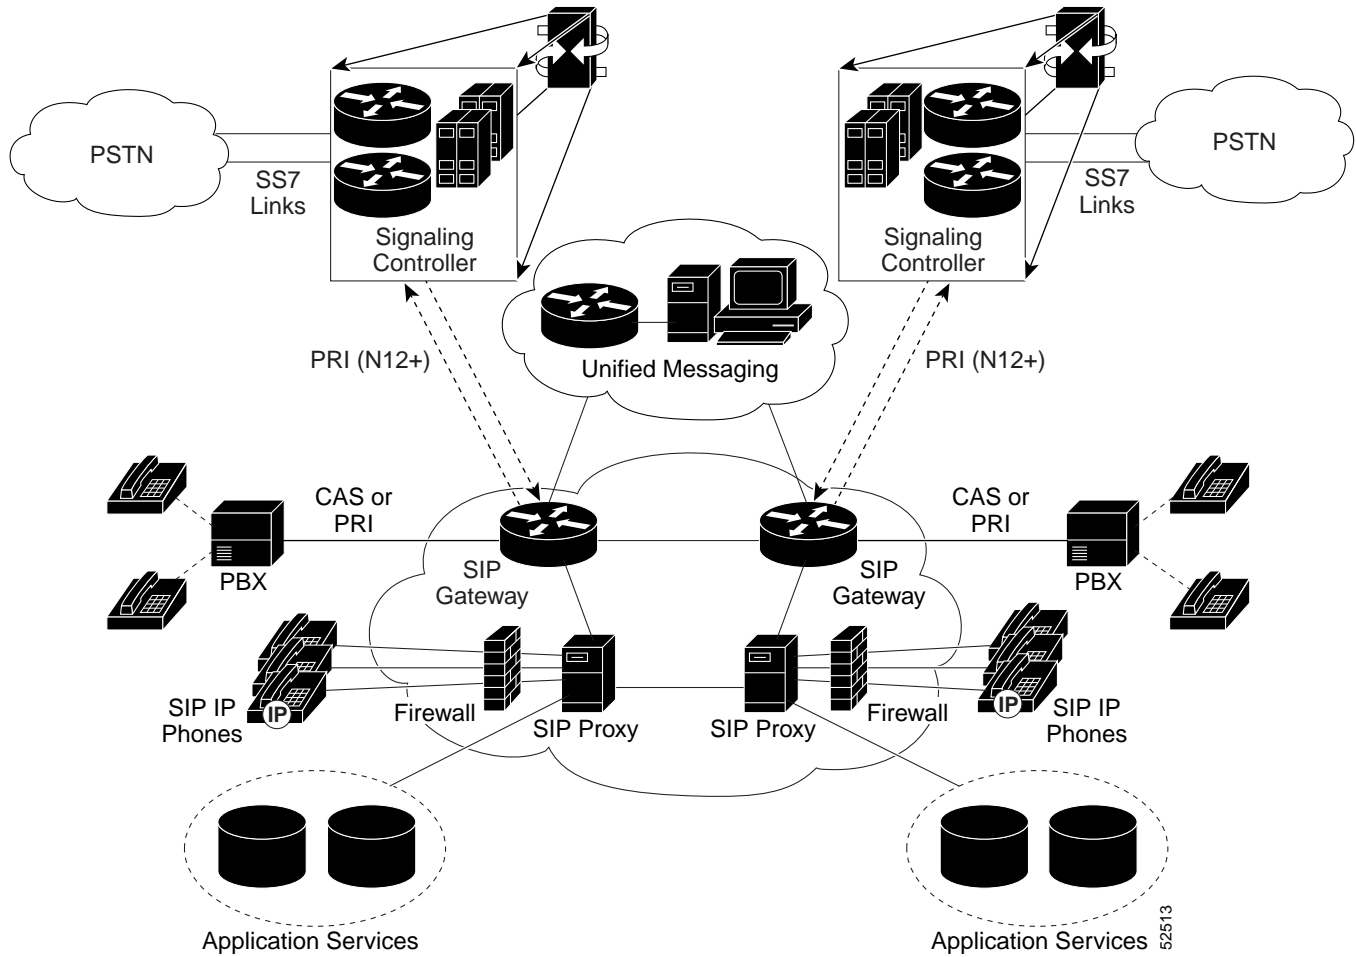 PSTN
SS7
Links
Signaling
Controller
Signaling
Controller
SS7
Links
PSTN
PRI (N12+)
Unified Messaging
PRI (N12+)
CAS or
PRI
CAS or
PRI
PBX
SIP
Gateway
SIP
Gateway
PBX
SIP IP
Phones
IP
Firewall
SIP Proxy
SIP Proxy
Firewall
IP
SIP IP
Phones
Application Services
Application Services
52513